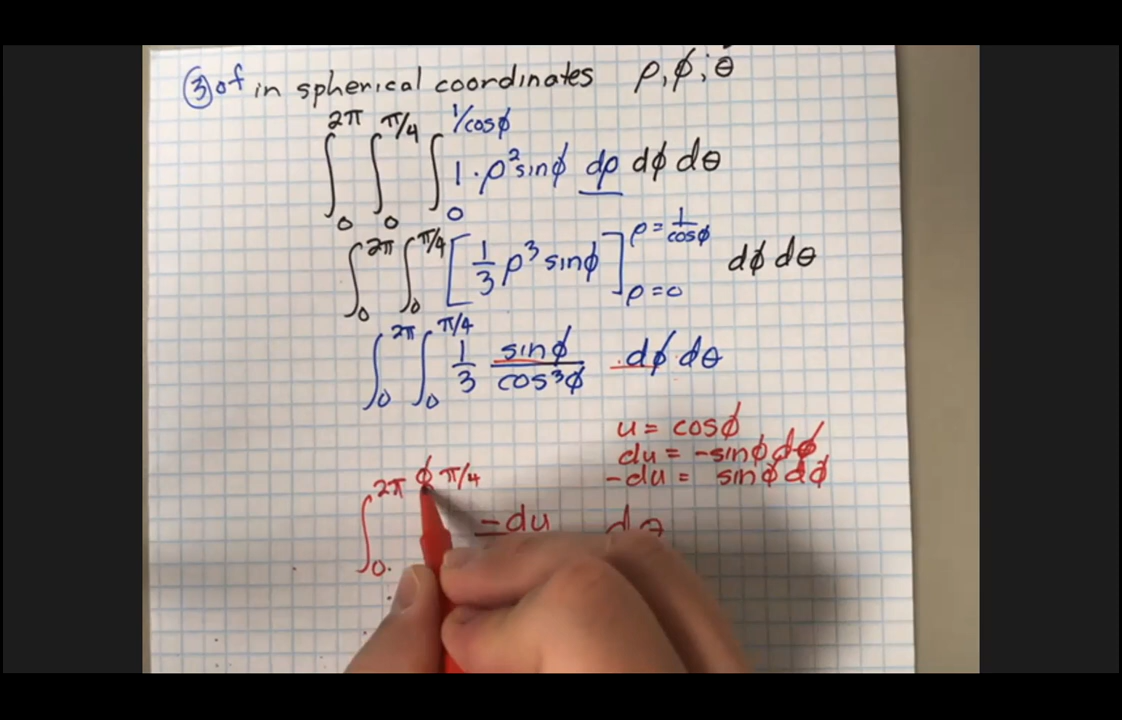 ③ of in spherical coordinates ρ, ϕ, θ
∫₀^2π ∫₀^π/4 ∫₀^1/cosϕ 1·ρ² sinϕ dρ dϕ dθ
∫₀^2π ∫₀^π/4 [1/3 ρ³ sinϕ]_ρ=0^ρ=1/cosϕ dϕ dθ
∫₀^2π ∫₀^π/4 1/3 sinϕ/cos³ϕ dϕ dθ
u = cosϕ
du = -sinϕ dϕ
-du = sinϕ dϕ
∫₀^2π ϕ π/4 -du dθ